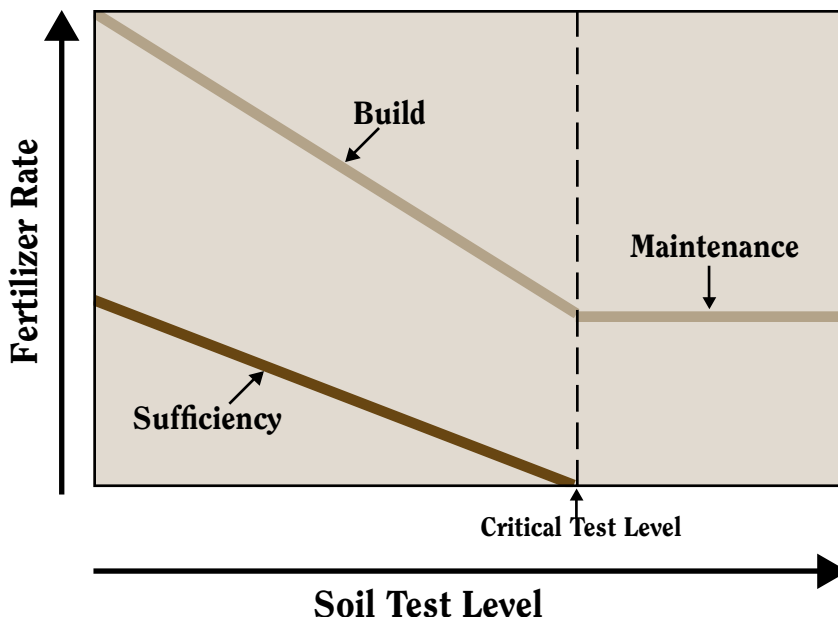 Build
Maintenance
Fertilizer Rate
Sufficiency
Critical Test Level
Soil Test Level